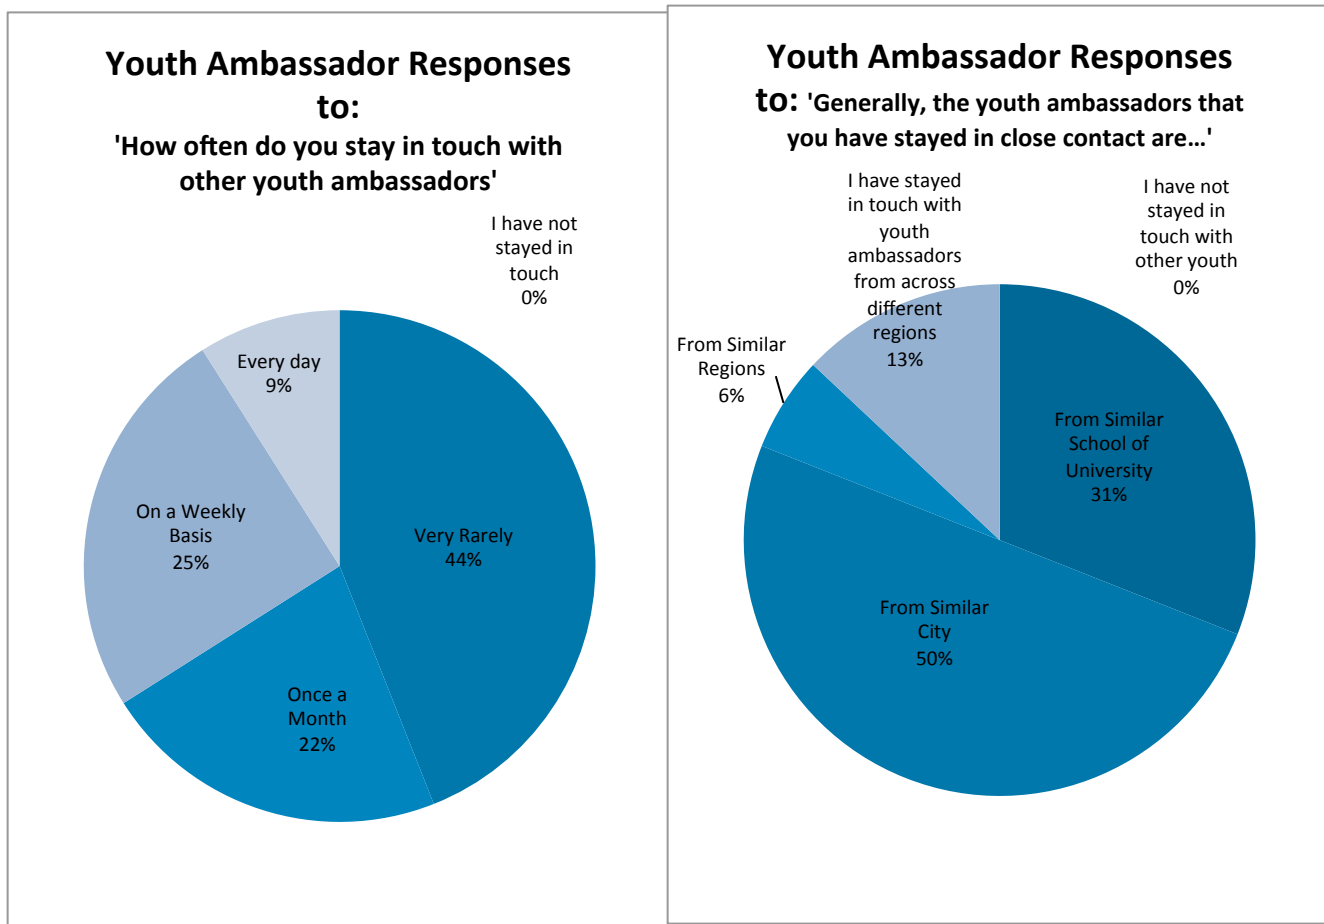 Youth Ambassador Responses
to:
'How often do you stay in touch with
other youth ambassadors'
I have not
stayed in
touch
0%
Every day
9%
On a Weekly
Basis
25%
Very Rarely
44%
Once a
Month
22%
Youth Ambassador Responses
to: 'Generally, the youth ambassadors that
you have stayed in close contact are…'
I have stayed
in touch with
youth
ambassadors
from across
different
regions
13%
I have not
stayed in
touch with
other youth
0%
From Similar
Regions
6%
From Similar
School of
University
31%
From Similar
City
50%